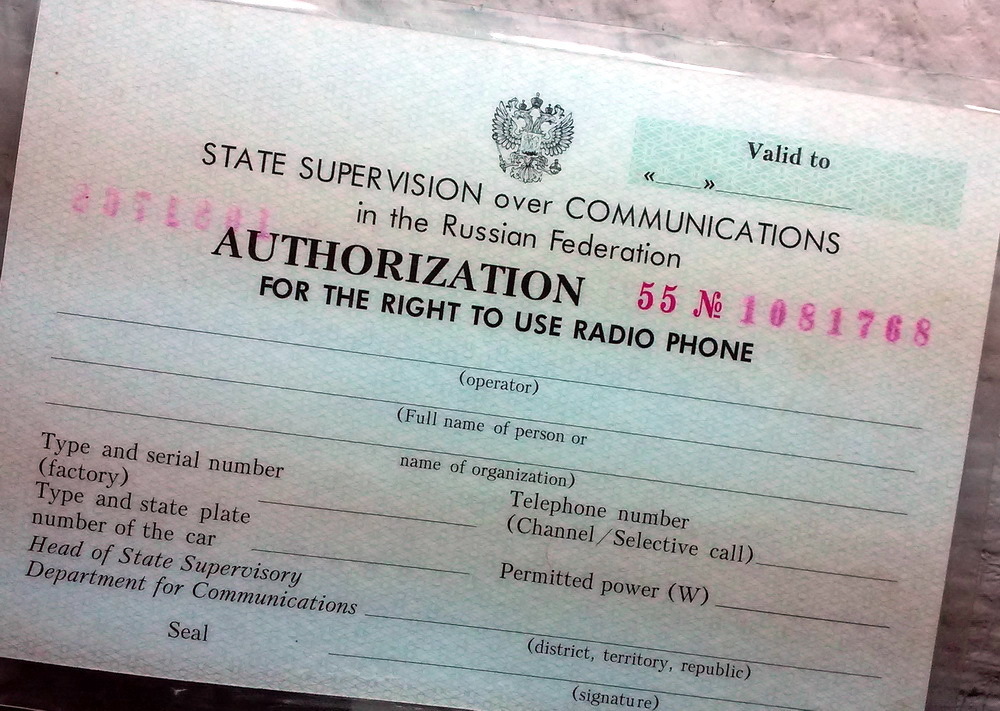 Valid to
« »
STATE SUPERVISION over COMMUNICATIONS
in the Russian Federation
AUTHORIZATION 55 № 1081768
FOR THE RIGHT TO USE RADIO PHONE
(operator)
(Full name of person or
name of organization)
Type and serial number
(factory)
Telephone number
(Channel/Selective call)
Type and state plate
number of the car
Permitted power (W)
Head of State Supervisory
Department for Communications
(district, territory, republic)
Seal
(signature)